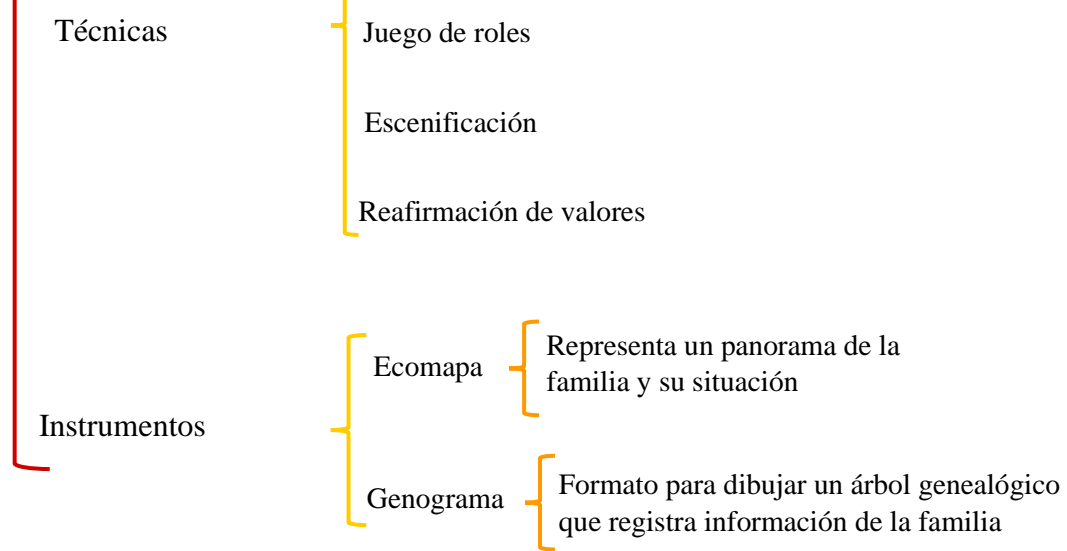 Técnicas
Juego de roles
Escenificación
Reafirmación de valores
Instrumentos
Ecomapa
Representa un panorama de la
familia y su situación
Genograma
Formato para dibujar un árbol genealógico
que registra información de la familia